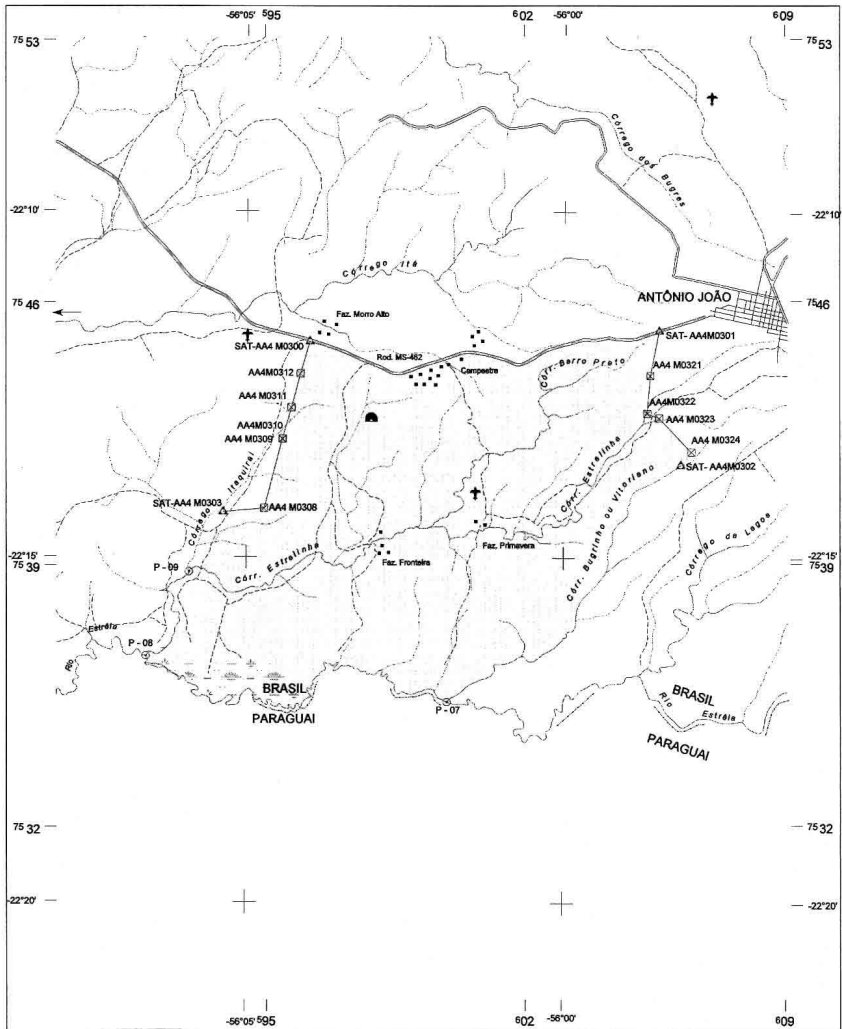 -56°05' 595 602 -56°00' 609
75 53 75 53
Córrego dos Bugres
-22°10' -22°10'
Córrego Itá
75 46 ANTÔNIO JOÃO 75 46
Faz. Morro Alto
SAT-AA4 M0300 SAT- AA4M0301
Rod. MS-462
Campestre
Córr. Barro Preto
AA4M0312 AA4 M0321
AA4 M0311 AA4M0322
AA4 M0323
AA4M0310
AA4 M0309
AA4 M0324
SAT- AA4M0302
Córrego Itaquiraí
Córr. Estrelinha
Córr. Bugrinho ou Vitoriano
SAT-AA4 M0303 AA4 M0308
Córrego da Lagoa
Faz. Primavera
-22°15' -22°15'
75 39 75 39
Faz. Fronteira
P - 09
Córr. Estrelinha
Rio Estrêla
P - 08
BRASIL
PARAGUAI
P - 07
BRASIL
Rio Estrêla
PARAGUAI
75 32 75 32
-22°20' -22°20'
-56°05' 595 602 -56°00' 609